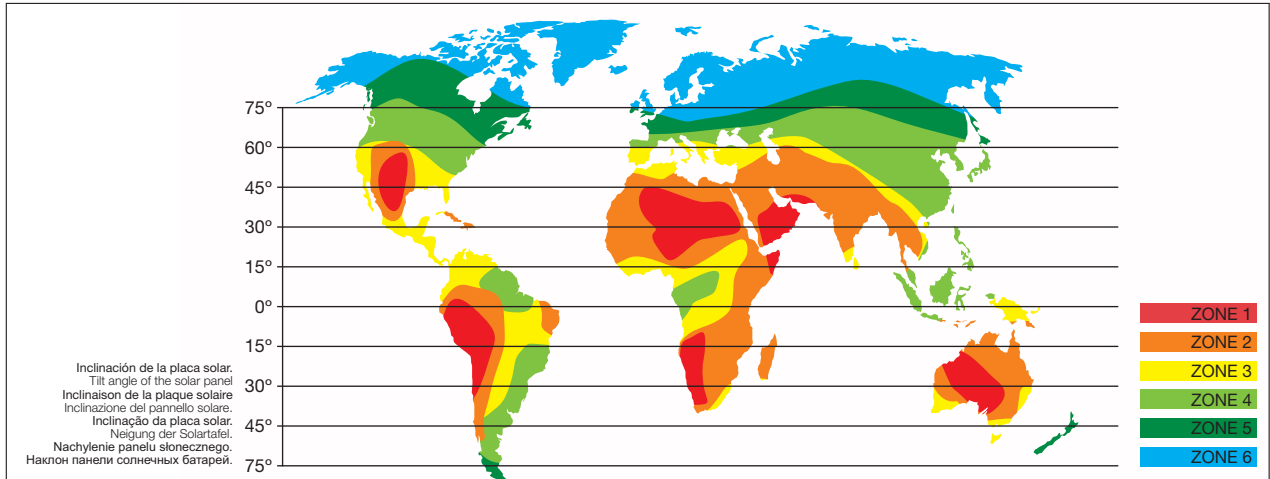 75º
60º
45º
30º
15º
0º
15º
30º
45º
75º
Inclinación de la placa solar.
Tilt angle of the solar panel
Inclinaison de la plaque solaire
Inclinazione del pannello solare.
Inclinação da placa solar.
Neigung der Solartafel.
Nachylenie panelu słonecznego.
Наклон панели солнечных батарей.
ZONE 1
ZONE 2
ZONE 3
ZONE 4
ZONE 5
ZONE 6